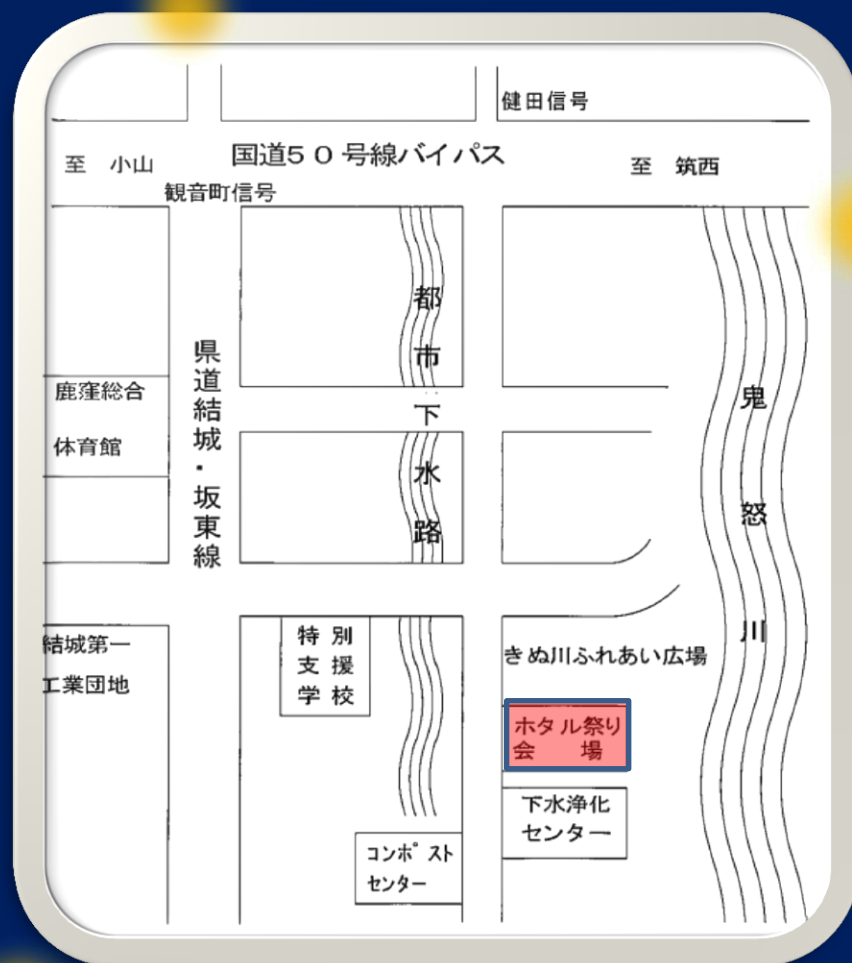 健田信号
国道50号線バイパス
至 小山
至 筑西
観音町信号
都市下水路
県道結城・坂東線
鬼怒川
鹿窪総合
体育館
結城第一
工業団地
特別
支援
学校
きぬ川ふれあい広場
ホタル祭り
会 場
下水浄化
センター
コンポスト
センター